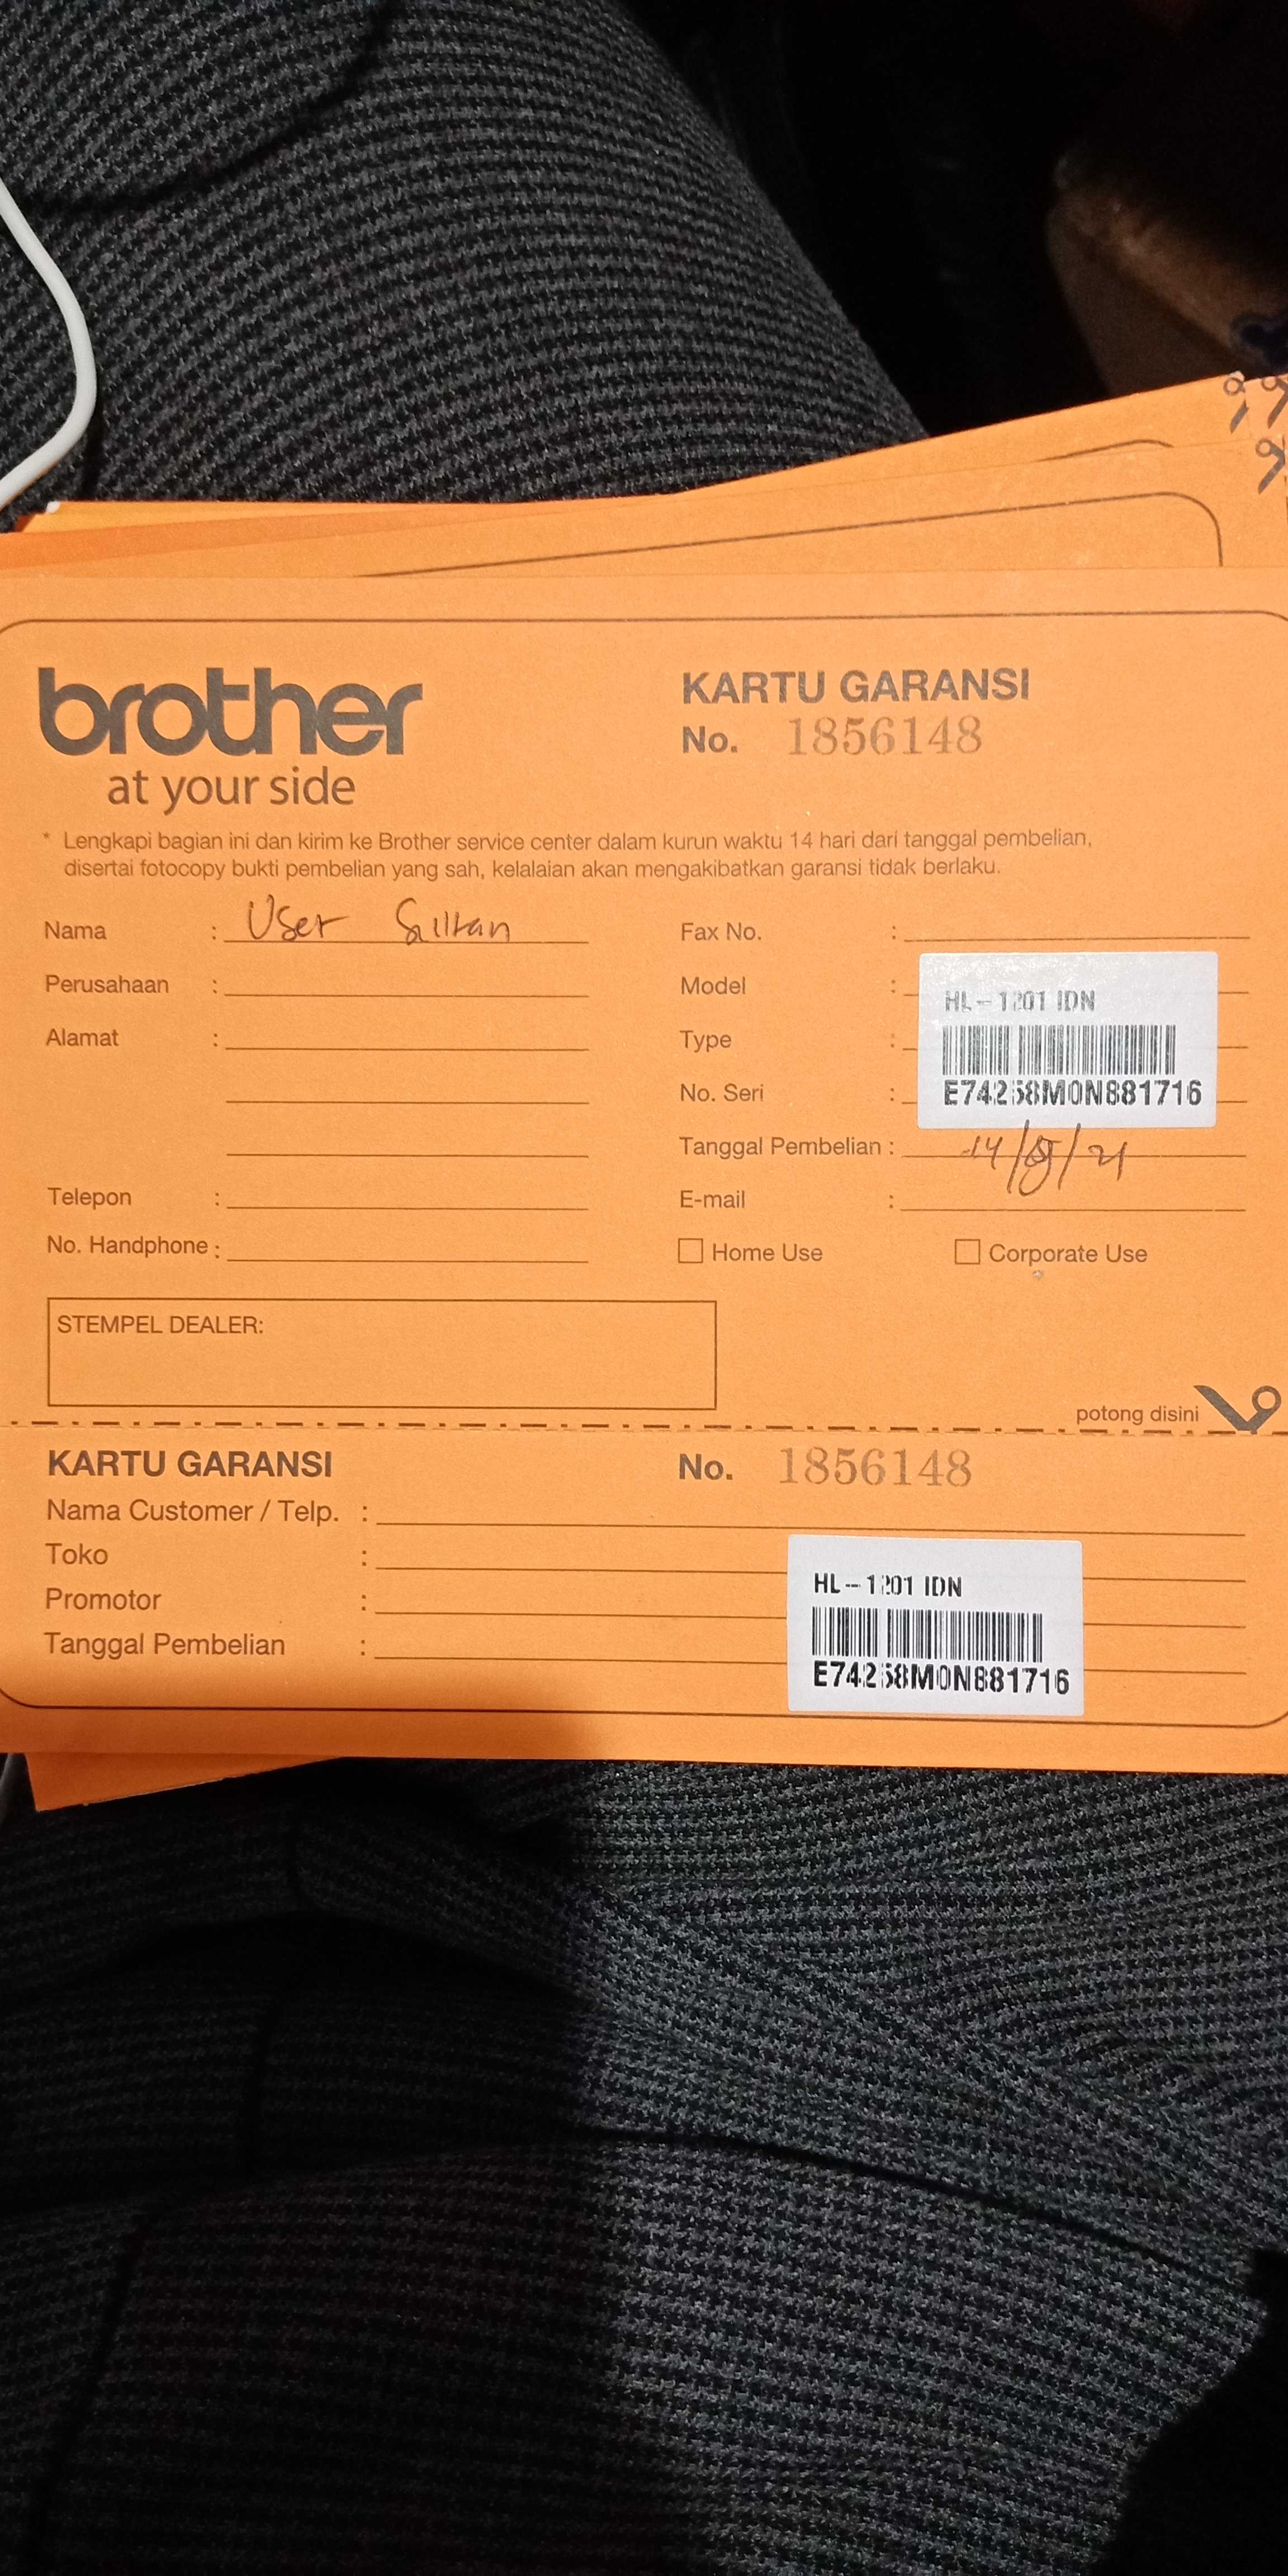 brother
at your side
KARTU GARANSI
No. 1856148
* Lengkapi bagian ini dan kirim ke Brother service center dalam kurun waktu 14 hari dari tanggal pembelian,
disertai fotocopy bukti pembelian yang sah, kelalaian akan mengakibatkan garansi tidak berlaku.
Nama : User
Perusahaan :
Alamat :
Telepon :
No. Handphone :
Fax No. :
Model :
Type :
No. Seri :
HL-1201 IDN
E74258M0N881716
Tanggal Pembelian :
E-mail :
Home Use
Corporate Use
STEMPEL DEALER:
potong disini
KARTU GARANSI
No. 1856148
Nama Customer / Telp. :
Toko :
Promotor :
Tanggal Pembelian :
HL-1201 IDN
E74258M0N881716